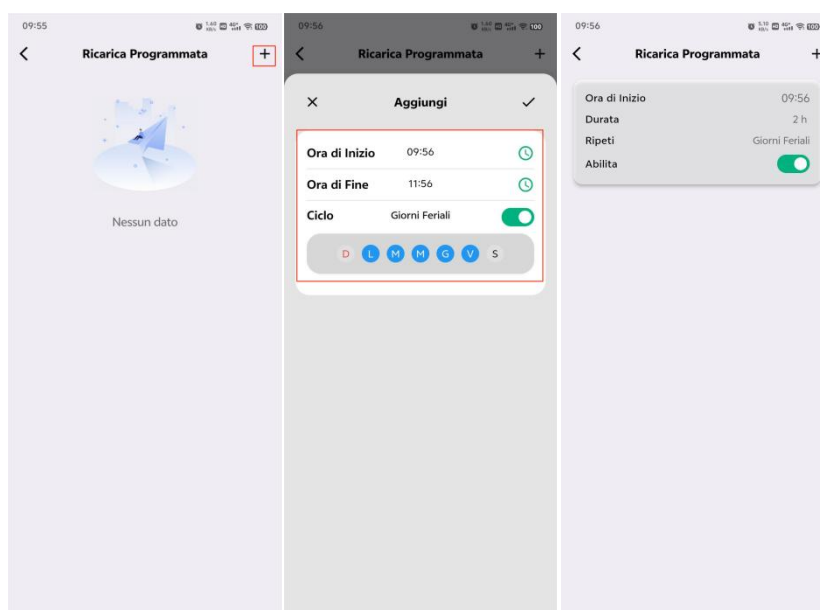 09:55
Ricarica Programmata
Nessun dato
09:56
Ricarica Programmata
Aggiungi
Ora di Inizio 09:56
Ora di Fine 11:56
Ciclo Giorni Feriali
D L M M G V S
09:56
Ricarica Programmata
Ora di Inizio 09:56
Durata 2 h
Ripeti Giorni Feriali
Abilita